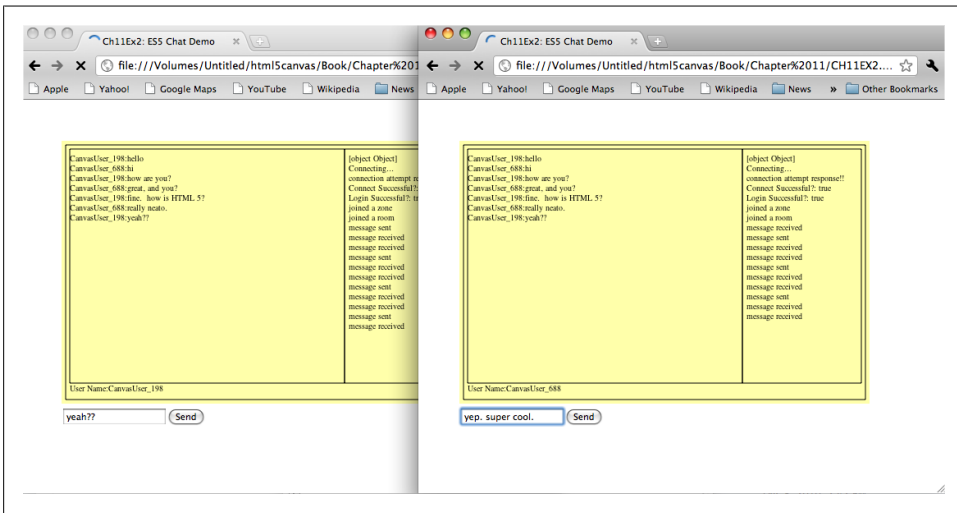 Ch11Ex2: ES5 Chat Demo
file:///Volumes/Untitled/html5canvas/Book/Chapter%201
Apple Yahoo! Google Maps YouTube Wikipedia News
CanvasUser_198:hello
CanvasUser_688:hi
CanvasUser_198:how are you?
CanvasUser_688:great, and you?
CanvasUser_198:fine.  how is HTML 5?
CanvasUser_688:really neato.
CanvasUser_198:yeah??
[object Object]
Connecting...
connection attempt re
Connect Successful?:
Login Successful?: tr
joined a zone
joined a room
message sent
message received
message received
message sent
message received
message received
message sent
message received
message received
message sent
message received
User Name:CanvasUser_198
yeah?? Send
Ch11Ex2: ES5 Chat Demo
file:///Volumes/Untitled/html5canvas/Book/Chapter%2011/CH11EX2....
Apple Yahoo! Google Maps YouTube Wikipedia News » Other Bookmarks
CanvasUser_198:hello
CanvasUser_688:hi
CanvasUser_198:how are you?
CanvasUser_688:great, and you?
CanvasUser_198:fine.  how is HTML 5?
CanvasUser_688:really neato.
CanvasUser_198:yeah??
[object Object]
Connecting...
connection attempt response!!
Connect Successful?: true
Login Successful?: true
joined a zone
joined a room
message received
message sent
message received
message received
message sent
message received
message received
message sent
message received
message received
User Name:CanvasUser_688
yep. super cool. Send